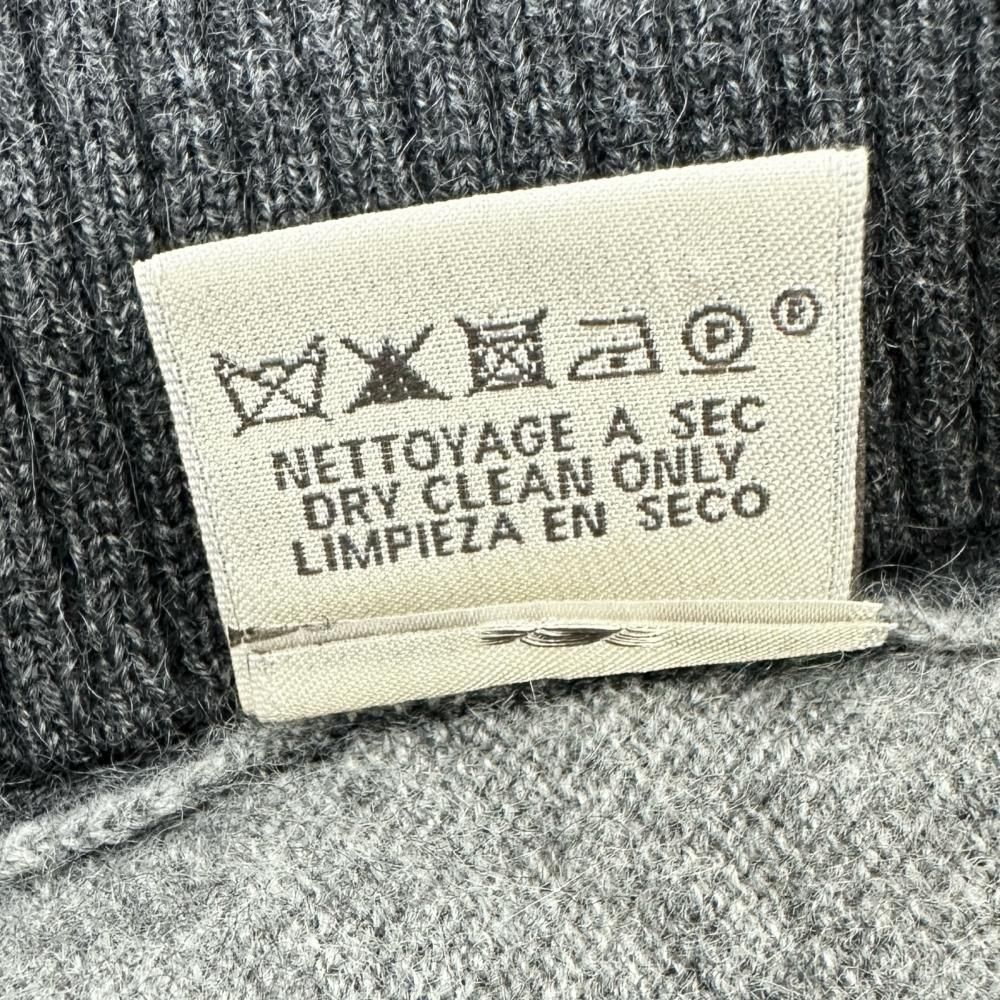 P ®
NETTOYAGE A SEC
DRY CLEAN ONLY
LIMPIEZA EN SECO